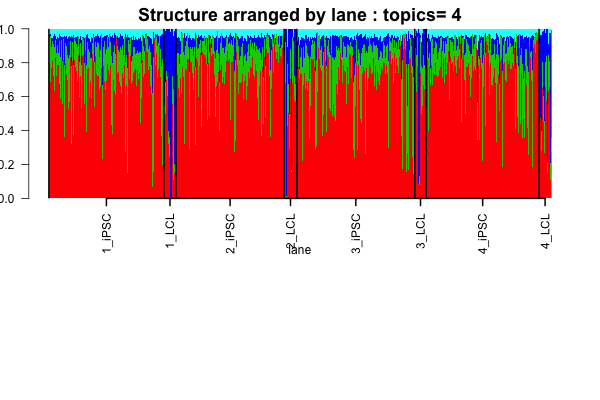 Structure arranged by lane : topics= 4
1.0
0.8
0.6
0.4
0.2
0.0
1_iPSC
1_LCL
2_iPSC
2_LCL
3_iPSC
3_LCL
4_iPSC
4_LCL
lane